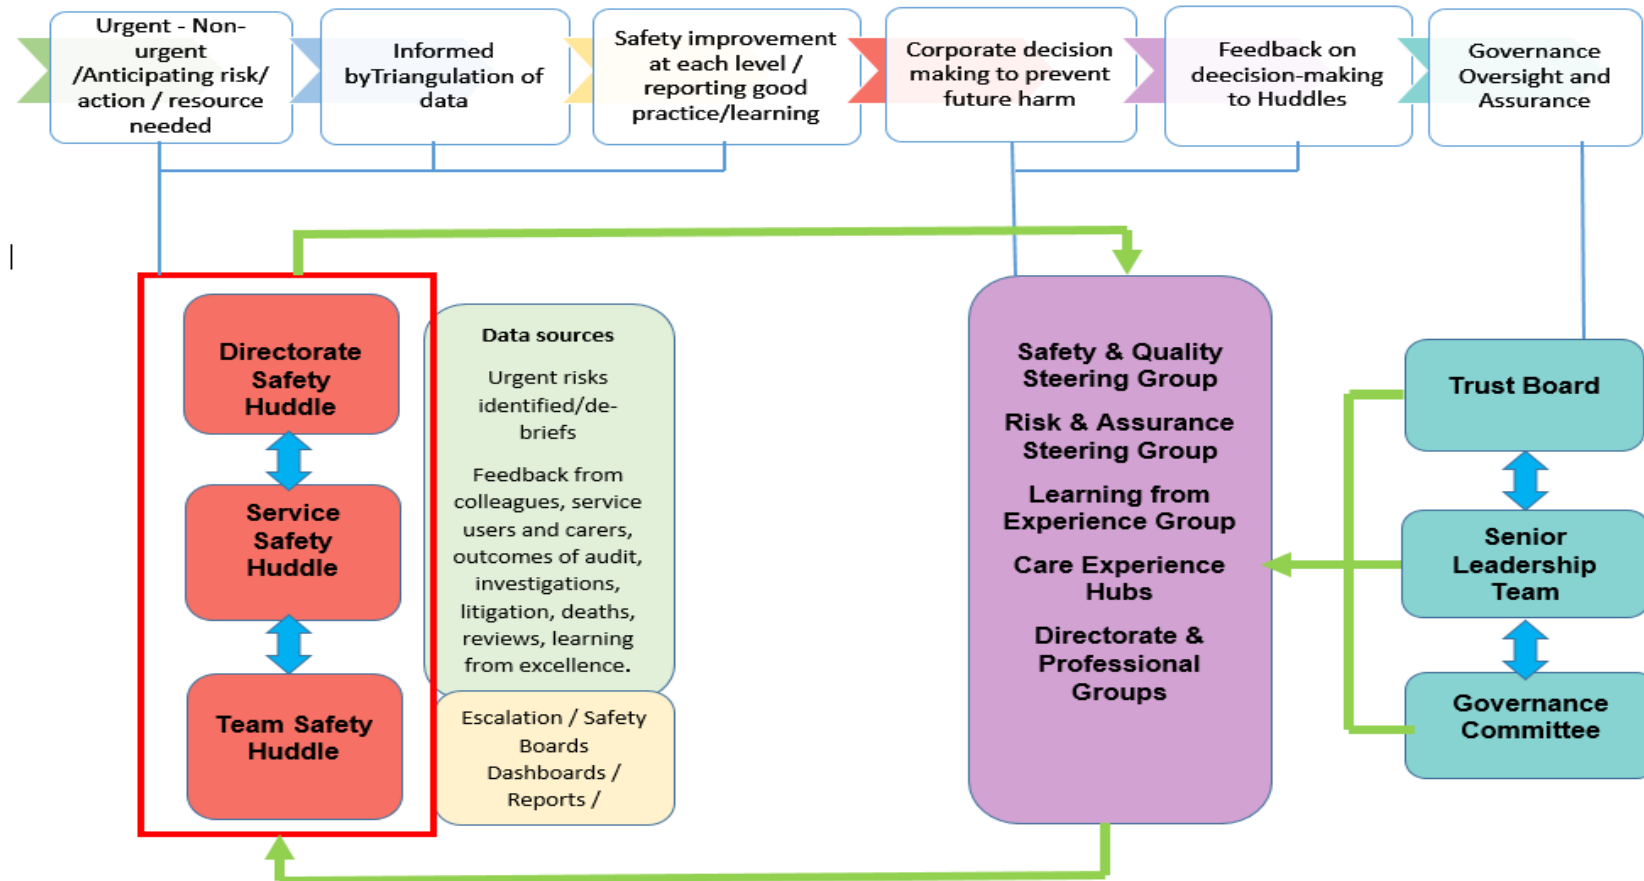 Urgent - Non-
urgent
/Anticipating risk/
action / resource
needed
Informed
byTriangulation of
data
Safety improvement
at each level /
reporting good
practice/learning
Corporate decision
making to prevent
future harm
Feedback on
deecision-making
to Huddles
Governance
Oversight and
Assurance
Directorate
Safety
Huddle
Service
Safety
Huddle
Team Safety
Huddle
Data sources
Urgent risks
identified/de-
briefs
Feedback from
colleagues, service
users and carers,
outcomes of audit,
investigations,
litigation, deaths,
reviews, learning
from excellence.
Escalation / Safety
Boards
Dashboards /
Reports /
Safety & Quality
Steering Group
Risk & Assurance
Steering Group
Learning from
Experience Group
Care Experience
Hubs
Directorate &
Professional
Groups
Trust Board
Senior
Leadership
Team
Governance
Committee